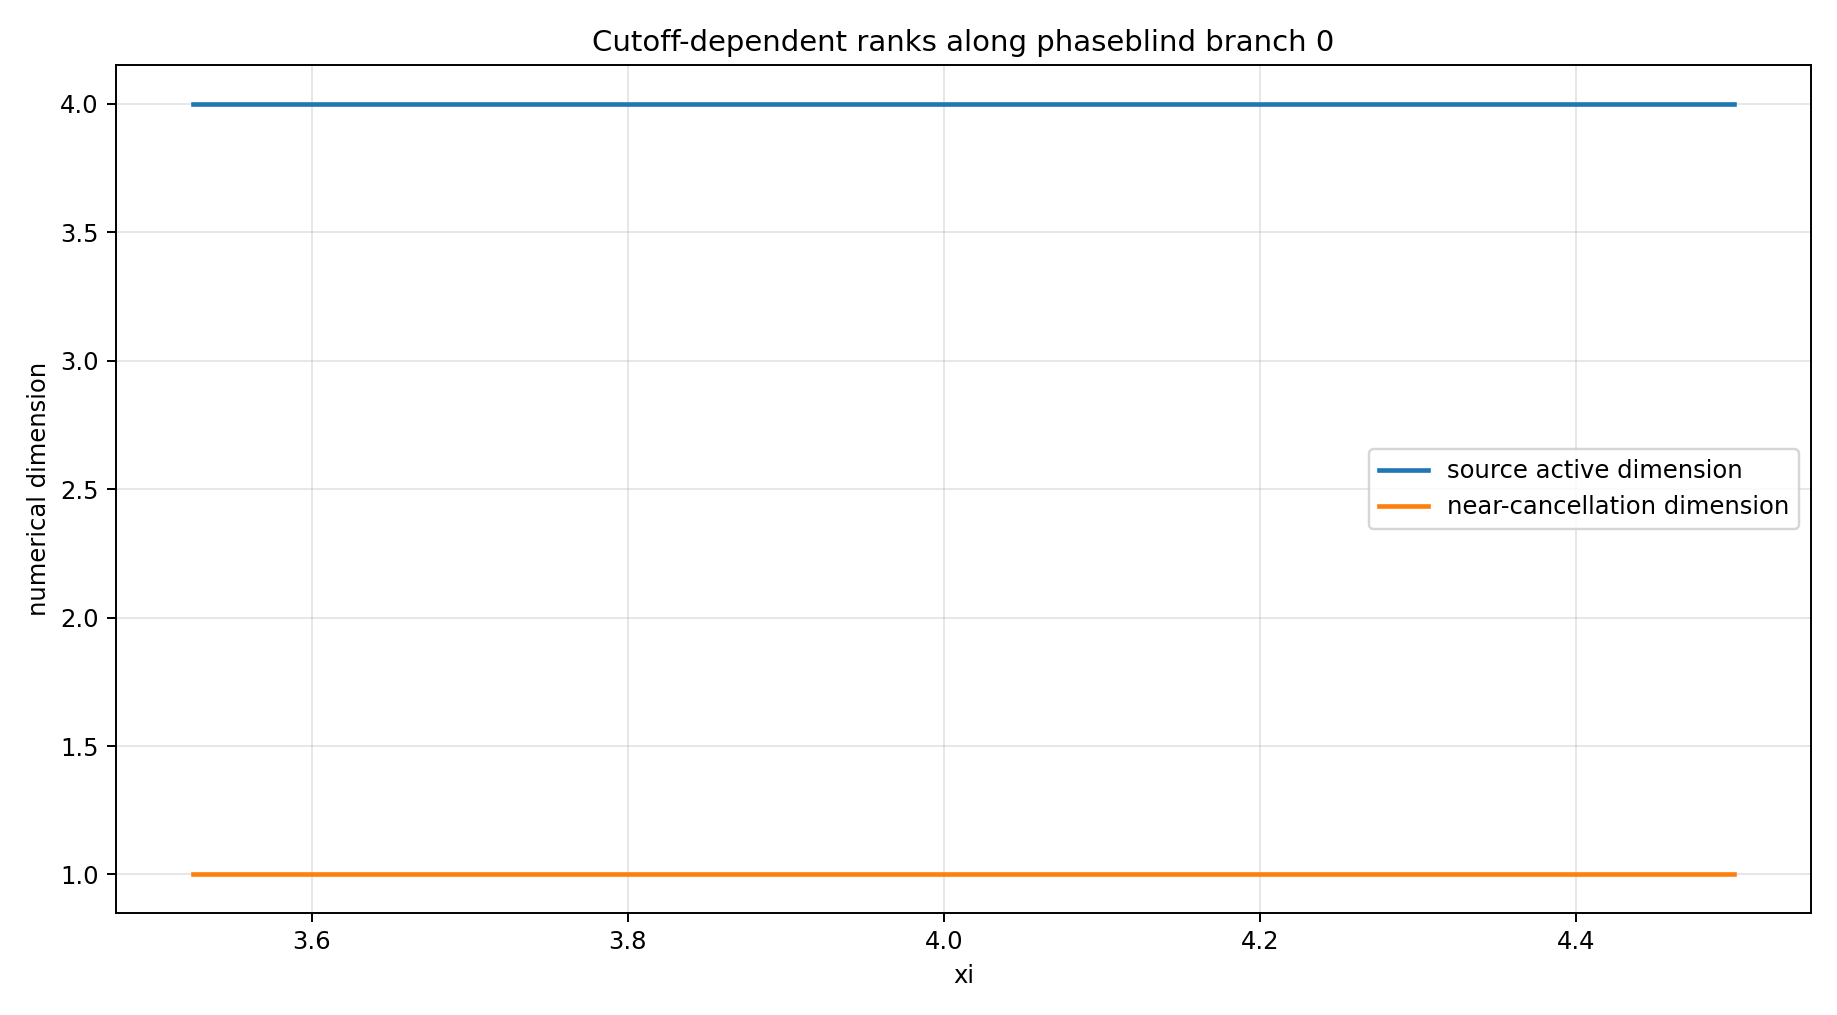 Cutoff-dependent ranks along phaseblind branch 0
numerical dimension
4.0
3.5
3.0
2.5
2.0
1.5
1.0
source active dimension
near-cancellation dimension
3.6 3.8 4.0 4.2 4.4
xi